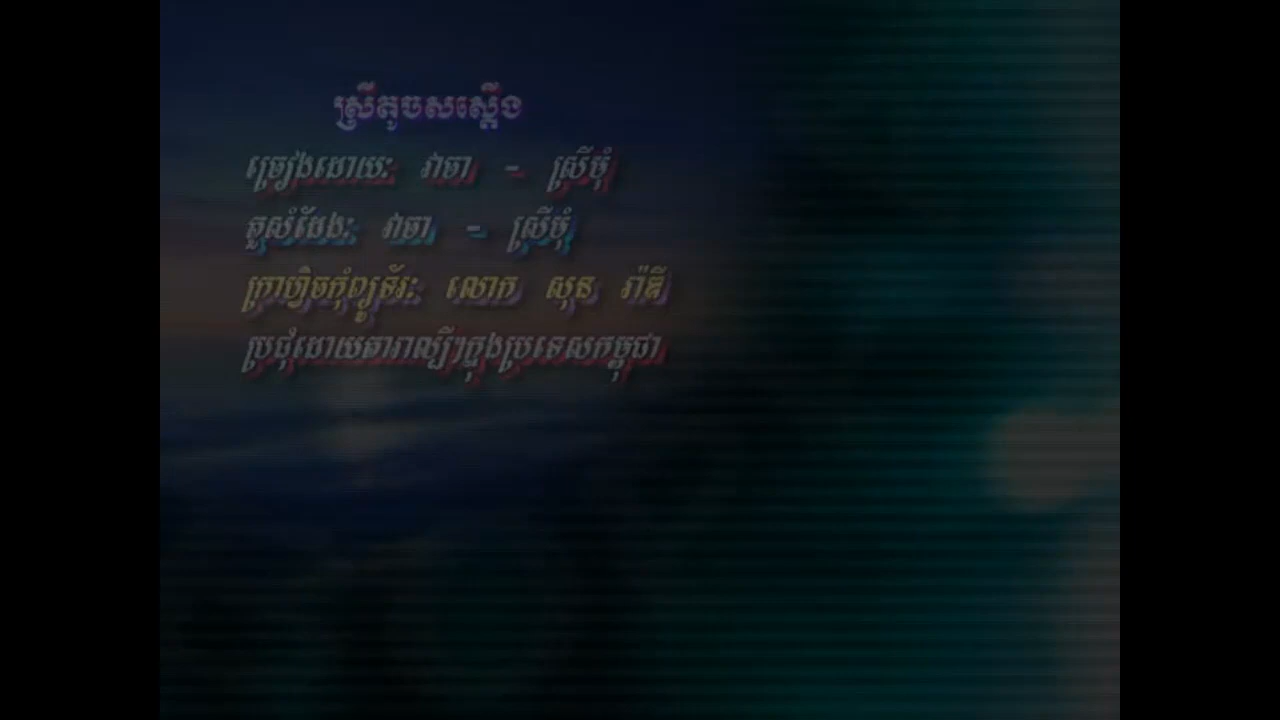 ស្រីតូចសស្គើង
ច្រៀងដោយៈ វាចា - ស្រីមុំ
តួសំដែងៈ វាចា - ស្រីមុំ
ក្រាហ្វិចកុំព្យូទ័រៈ លោក សុន រ៉ាឌី
ប្រជុំដោយតារាល្បីៗក្នុងប្រទេសកម្ពុជា